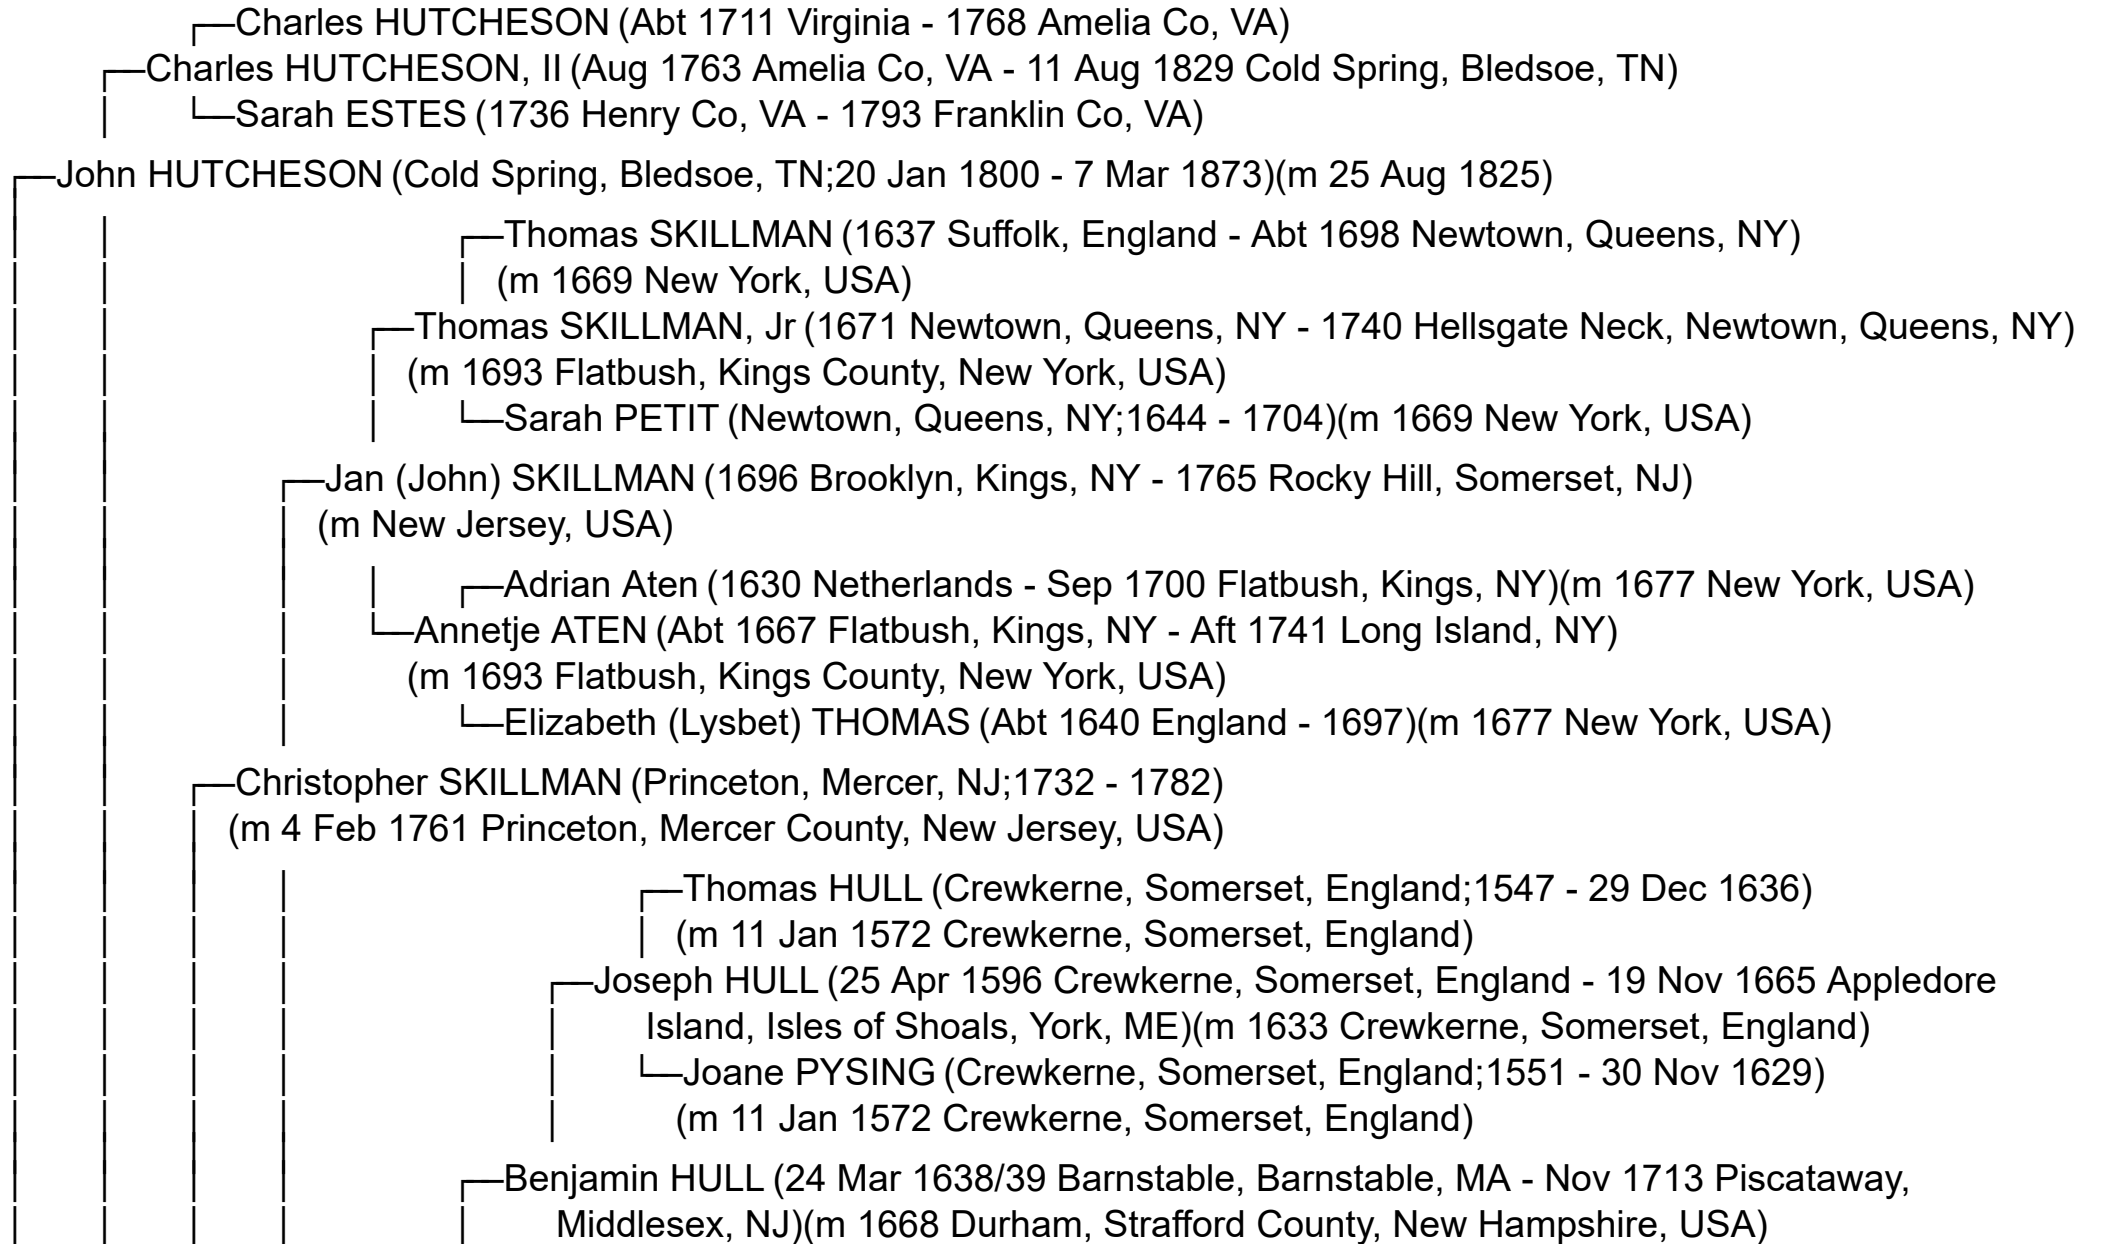 Charles HUTCHESON (Abt 1711 Virginia - 1768 Amelia Co, VA)
Charles HUTCHESON, II (Aug 1763 Amelia Co, VA - 11 Aug 1829 Cold Spring, Bledsoe, TN)
Sarah ESTES (1736 Henry Co, VA - 1793 Franklin Co, VA)
John HUTCHESON (Cold Spring, Bledsoe, TN;20 Jan 1800 - 7 Mar 1873)(m 25 Aug 1825)
Thomas SKILLMAN (1637 Suffolk, England - Abt 1698 Newtown, Queens, NY)
(m 1669 New York, USA)
Thomas SKILLMAN, Jr (1671 Newtown, Queens, NY - 1740 Hellsgate Neck, Newtown, Queens, NY)
(m 1693 Flatbush, Kings County, New York, USA)
Sarah PETIT (Newtown, Queens, NY;1644 - 1704)(m 1669 New York, USA)
Jan (John) SKILLMAN (1696 Brooklyn, Kings, NY - 1765 Rocky Hill, Somerset, NJ)
(m New Jersey, USA)
Adrian Aten (1630 Netherlands - Sep 1700 Flatbush, Kings, NY)(m 1677 New York, USA)
Annetje ATEN (Abt 1667 Flatbush, Kings, NY - Aft 1741 Long Island, NY)
(m 1693 Flatbush, Kings County, New York, USA)
Elizabeth (Lysbet) THOMAS (Abt 1640 England - 1697)(m 1677 New York, USA)
Christopher SKILLMAN (Princeton, Mercer, NJ;1732 - 1782)
(m 4 Feb 1761 Princeton, Mercer County, New Jersey, USA)
Thomas HULL (Crewkerne, Somerset, England;1547 - 29 Dec 1636)
(m 11 Jan 1572 Crewkerne, Somerset, England)
Joseph HULL (25 Apr 1596 Crewkerne, Somerset, England - 19 Nov 1665 Appledore
Island, Isles of Shoals, York, ME)(m 1633 Crewkerne, Somerset, England)
Joane PYSING (Crewkerne, Somerset, England;1551 - 30 Nov 1629)
(m 11 Jan 1572 Crewkerne, Somerset, England)
Benjamin HULL (24 Mar 1638/39 Barnstable, Barnstable, MA - Nov 1713 Piscataway,
Middlesex, NJ)(m 1668 Durham, Strafford County, New Hampshire, USA)